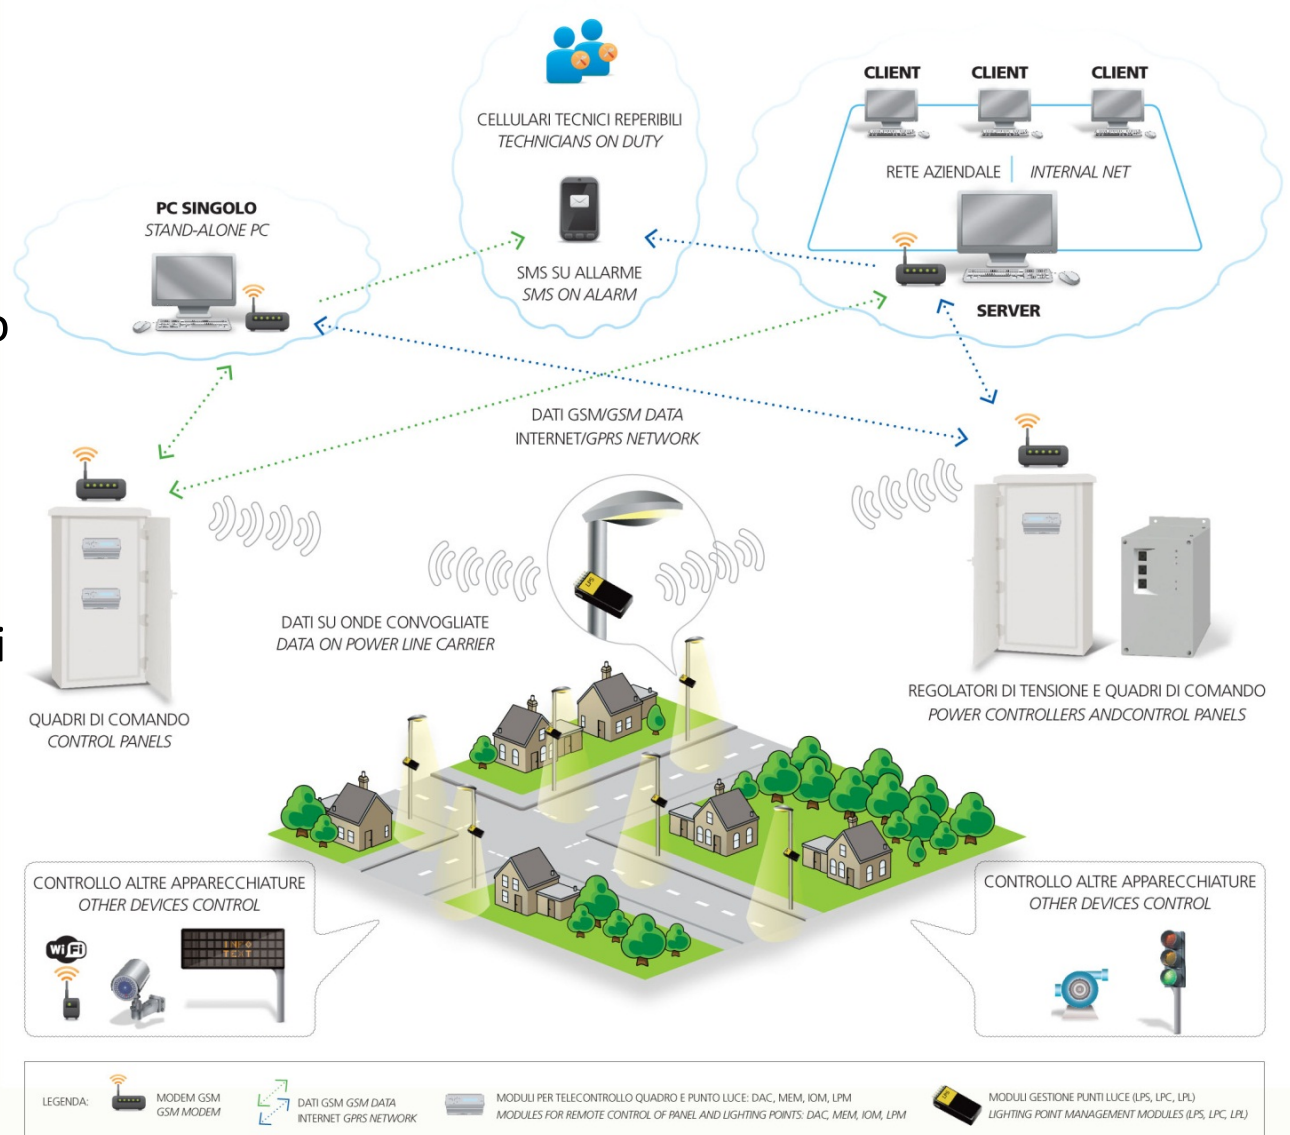 CELLULARI TECNICI REPERIBILI
TECHNICIANS ON DUTY
SMS SU ALLARME
SMS ON ALARM
CLIENT
CLIENT
CLIENT
RETE AZIENDALE
INTERNAL NET
SERVER
PC SINGOLO
STAND-ALONE PC
o
DATI GSM/GSM DATA
INTERNET/GPRS NETWORK
LPS
i
DATI SU ONDE CONVOGLIATE
DATA ON POWER LINE CARRIER
QUADRI DI COMANDO
CONTROL PANELS
REGOLATORI DI TENSIONE E QUADRI DI COMANDO
POWER CONTROLLERS ANDCONTROL PANELS
CONTROLLO ALTRE APPARECCHIATURE
OTHER DEVICES CONTROL
WiFi
INFO
TEXT
CONTROLLO ALTRE APPARECCHIATURE
OTHER DEVICES CONTROL
LEGENDA:
MODEM GSM
GSM MODEM
DATI GSM GSM DATA
INTERNET GPRS NETWORK
MODULI PER TELECONTROLLO QUADRO E PUNTO LUCE: DAC, MEM, IOM, LPM
MODULES FOR REMOTE CONTROL OF PANEL AND LIGHTING POINTS: DAC, MEM, IOM, LPM
MODULI GESTIONE PUNTI LUCE (LPS, LPC, LPL)
LIGHTING POINT MANAGEMENT MODULES (LPS, LPC, LPL)